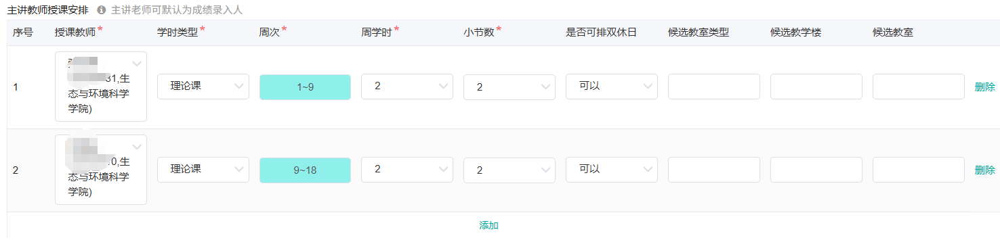 主讲教师授课安排 主讲老师可默认为成绩录入人
序号 授课教师* 学时类型* 周次* 周学时* 小节数* 是否可排双休日 候选教室类型 候选教学楼 候选教室
1 31,生态与环境科学学院) 理论课 1~9 2 2 可以 删除
2 0,生态与环境科学学院) 理论课 9~18 2 2 可以 删除
添加